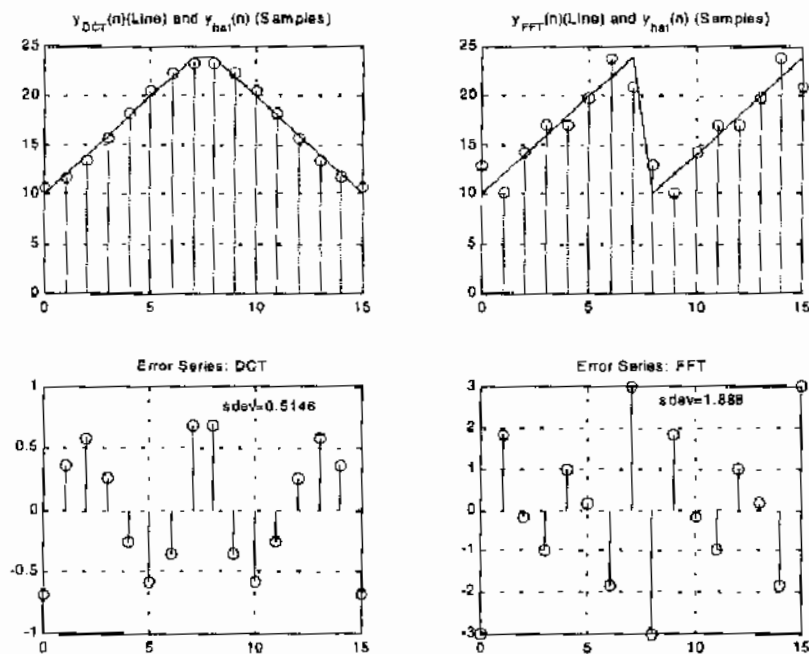 y_DCT(n)(Line) and y_hat(n) (Samples)
25
20
15
10
5
0
0 5 10 15
y_FFT(n)(Line) and y_hat(n) (Samples)
25
20
15
10
5
0
0 5 10 15
Error Series: DCT
sdev=0.5146
1
0.5
0
-0.5
-1
0 5 10 15
Error Series: FFT
sdev=1.888
3
2
1
0
-1
-2
-3
0 5 10 15